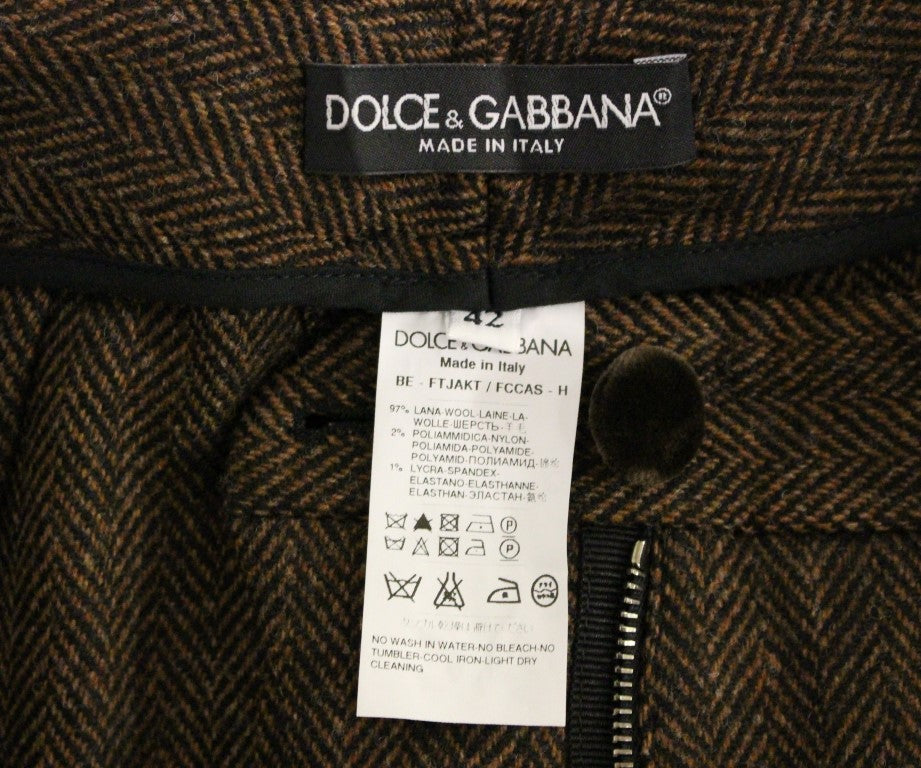 DOLCE & GABBANA®
MADE IN ITALY
42
DOLCE & GABBANA
Made in Italy
BE - FTJAKT / FCCAS - H
97% LANA-WOOL-LAINE-LA-
WOLLE-ШЕРСТЬ-羊毛
2% POLIAMMIDICA-NYLON-
POLIAMIDA-POLYAMIDE-
POLYAMID-ПОЛИАМИД-
1% LYCRA-SPANDEX-
ELASTANO-ELASTHANNE-
ELASTHAN-ЭЛАСТАН-
P
P
NO WASH IN WATER-NO BLEACH-NO
TUMBLER-COOL IRON-LIGHT DRY
CLEANING